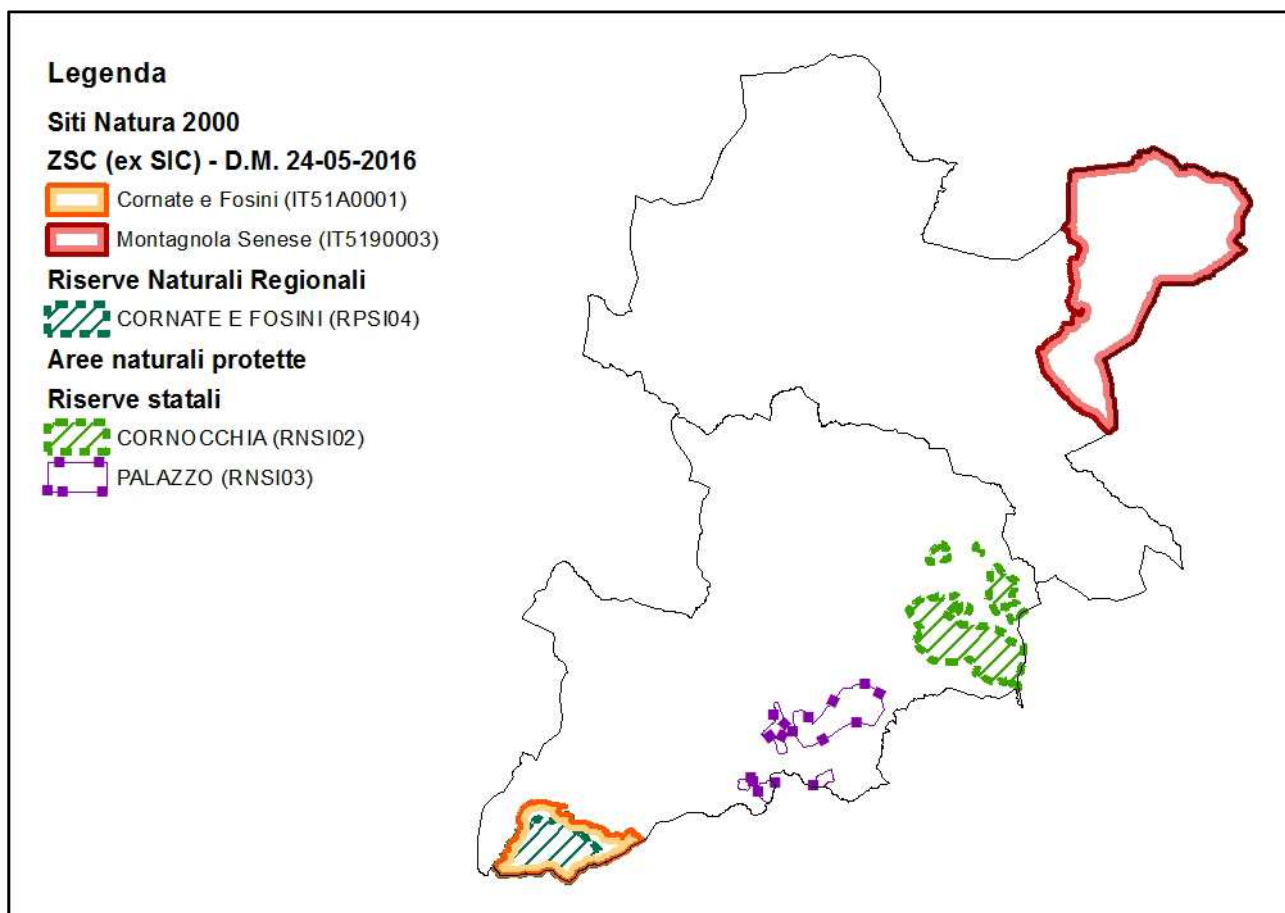 Legenda
Siti Natura 2000
ZSC (ex SIC) - D.M. 24-05-2016
Cornate e Fosini (IT51A0001)
Montagnola Senese (IT5190003)
Riserve Naturali Regionali
CORNATE E FOSINI (RPSI04)
Aree naturali protette
Riserve statali
CORNOCCHIA (RNSI02)
PALAZZO (RNSI03)